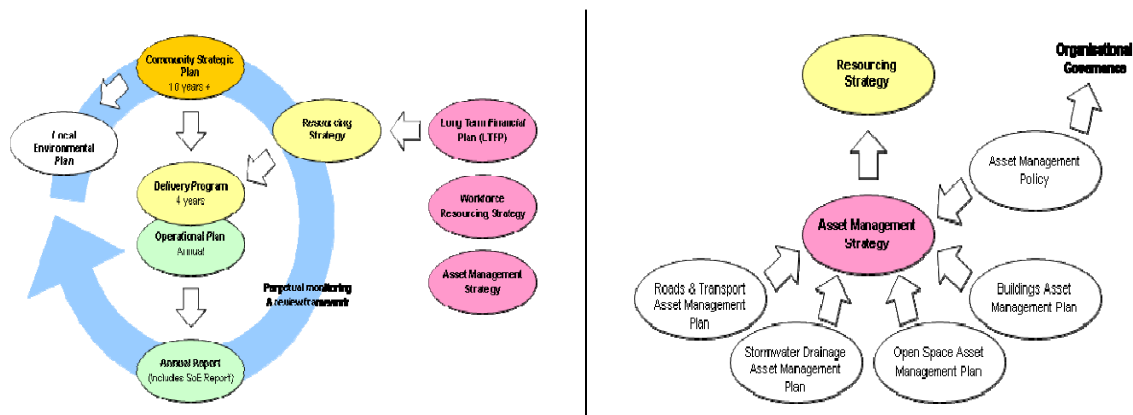 Community Strategic
Plan
10 years +
Local
Environmental
Plan
Resourcing
Strategy
Long Term Financial
Plan (LTFP)
Delivery Program
4 years
Workforce
Resourcing Strategy
Operational Plan
Annual
Asset Management
Strategy
Perpetual monitoring
& review framework
Annual Report
(Includes SoE Report)
Resourcing
Strategy
Organisational
Governance
Asset Management
Policy
Asset Management
Strategy
Roads & Transport
Asset Management
Plan
Buildings Asset
Management Plan
Stormwater Drainage
Asset Management
Plan
Open Space Asset
Management Plan